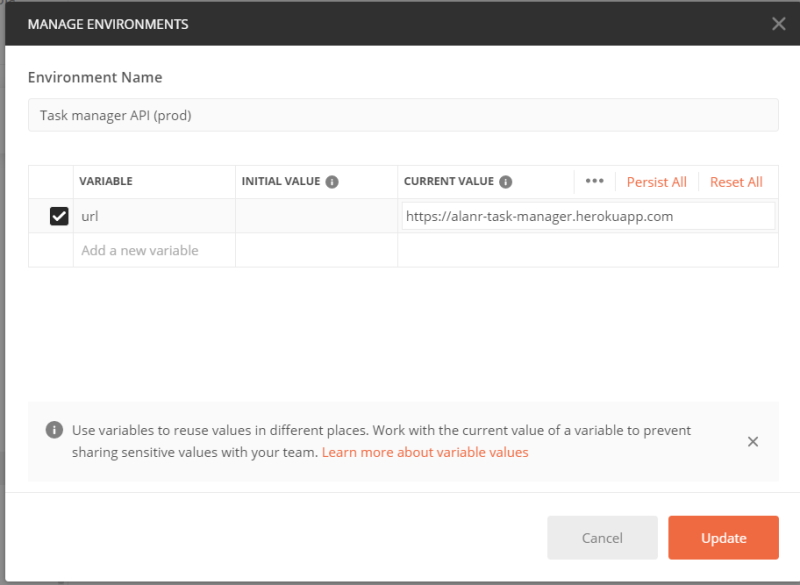 MANAGE ENVIRONMENTS
Environment Name
Task manager API (prod)
VARIABLE INITIAL VALUE CURRENT VALUE ••• Persist All Reset All
url https://alanr-task-manager.herokuapp.com
Add a new variable
Use variables to reuse values in different places. Work with the current value of a variable to prevent
sharing sensitive values with your team. Learn more about variable values
Cancel Update